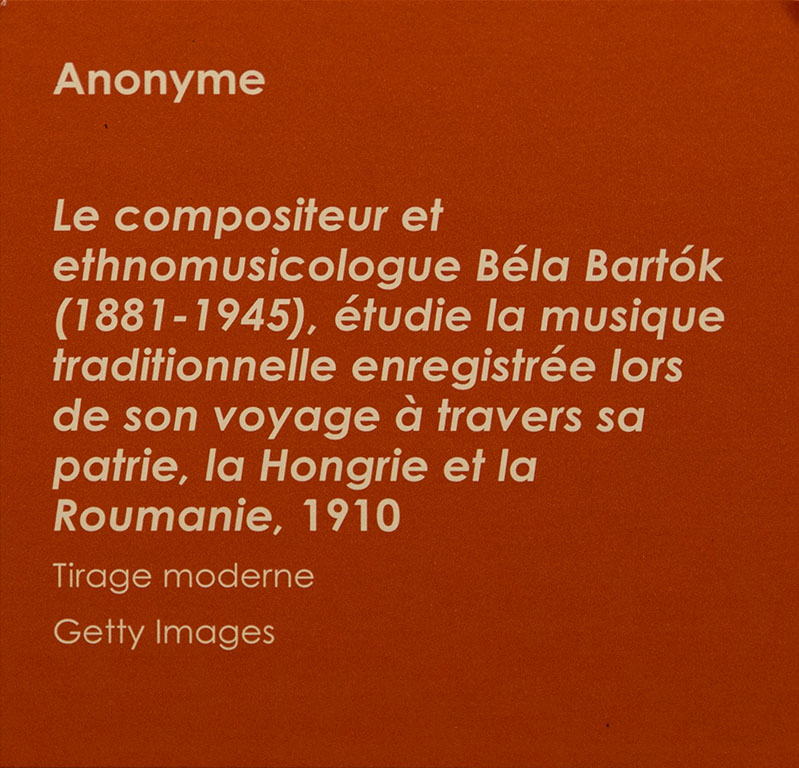 Anonyme
Le compositeur et
ethnomusicologue Béla Bartók
(1881-1945), étudie la musique
traditionnelle enregistrée lors
de son voyage à travers sa
patrie, la Hongrie et la
Roumanie, 1910
Tirage moderne
Getty Images